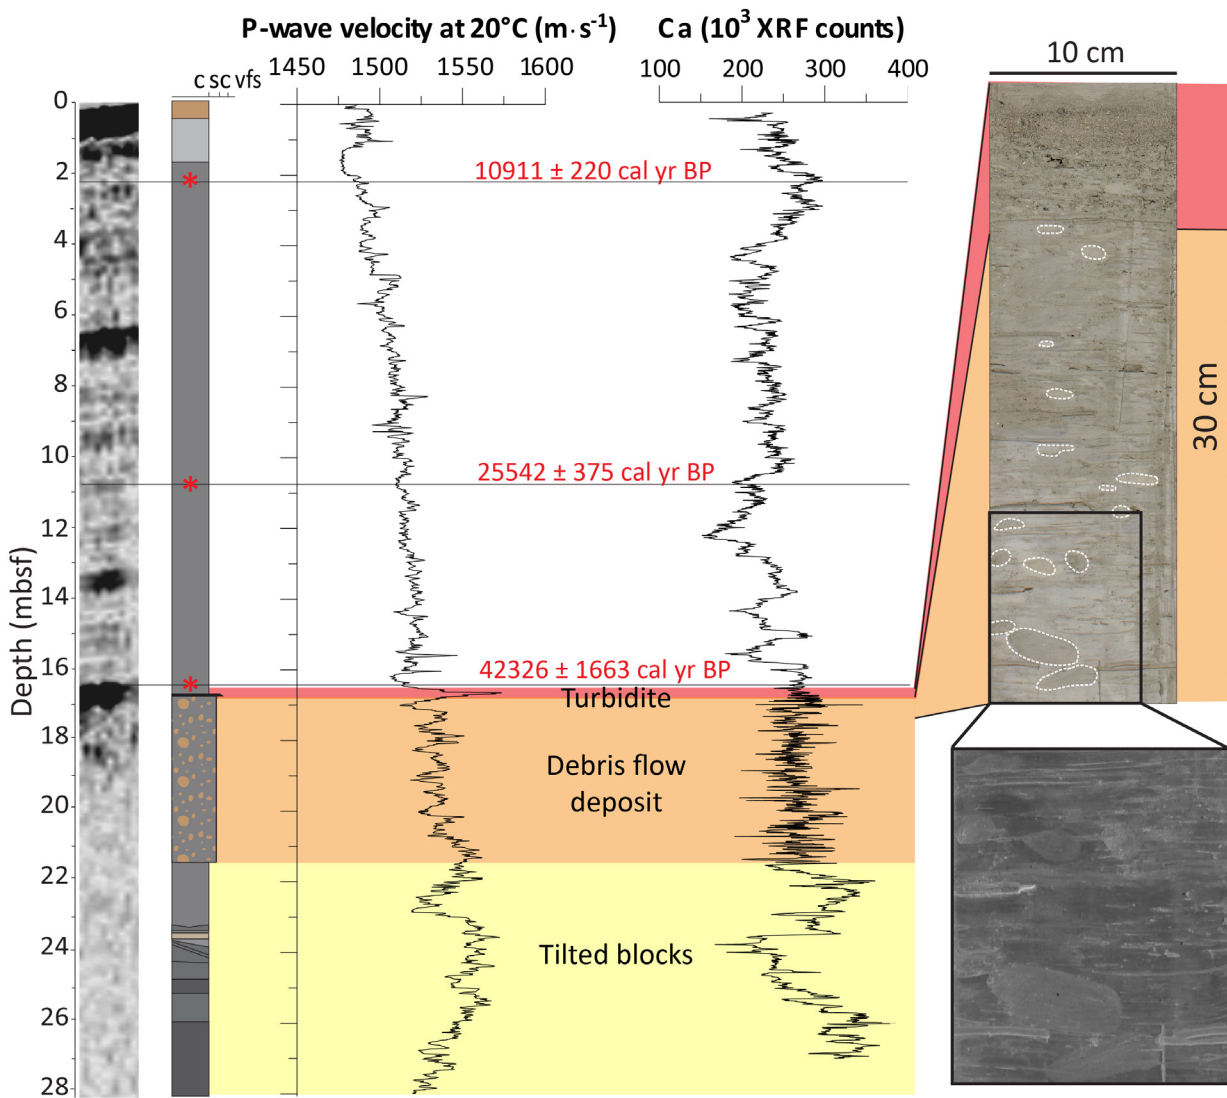 P-wave velocity at 20°C (m·s⁻¹)
Ca (10³ XRF counts)
10 cm
1450 1500 1550 1600
100 200 300 400
c sc vfs
0
2
10911 ± 220 cal yr BP
4
6
8
30 cm
10
25542 ± 375 cal yr BP
12
Depth (mbsf)
14
16
42326 ± 1663 cal yr BP
Turbidite
18
Debris flow
deposit
20
22
24
Tilted blocks
26
28